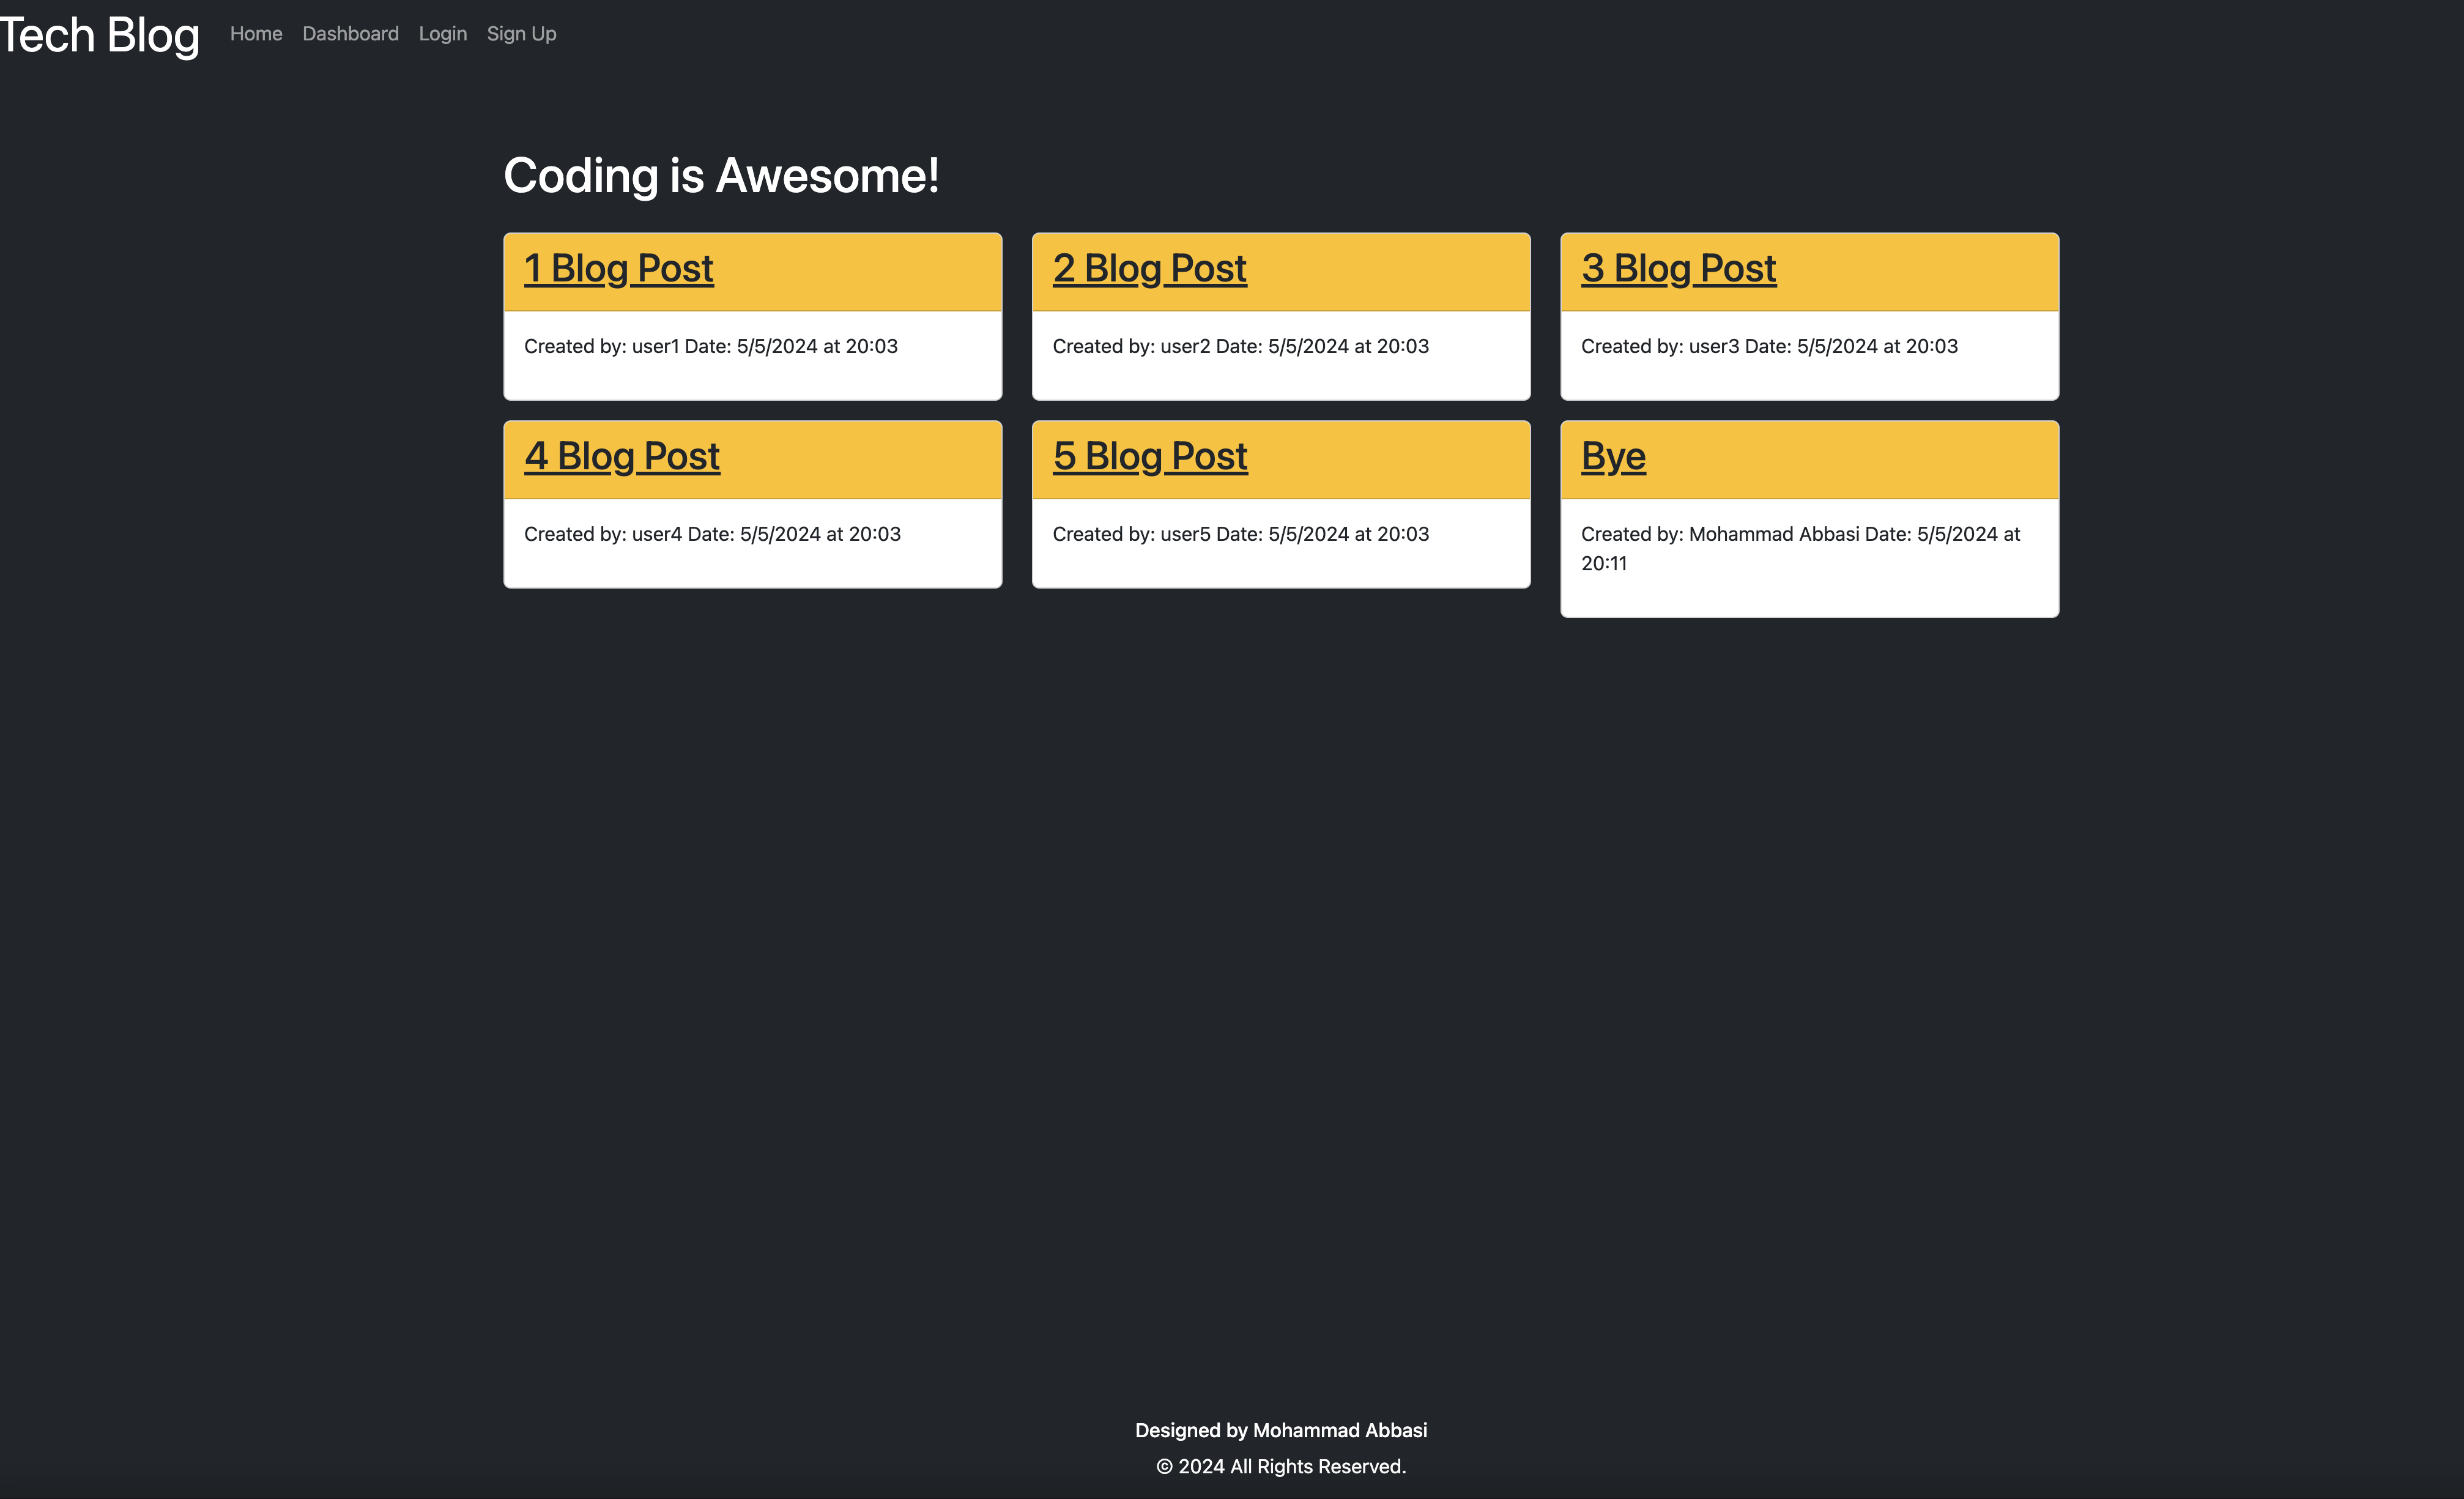 Tech Blog
Home Dashboard Login Sign Up
Coding is Awesome!
1 Blog Post
Created by: user1 Date: 5/5/2024 at 20:03
2 Blog Post
Created by: user2 Date: 5/5/2024 at 20:03
3 Blog Post
Created by: user3 Date: 5/5/2024 at 20:03
4 Blog Post
Created by: user4 Date: 5/5/2024 at 20:03
5 Blog Post
Created by: user5 Date: 5/5/2024 at 20:03
Bye
Created by: Mohammad Abbasi Date: 5/5/2024 at
20:11
Designed by Mohammad Abbasi
© 2024 All Rights Reserved.